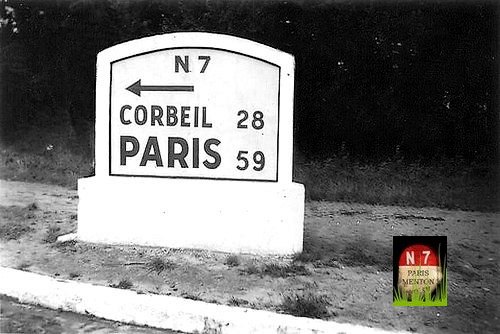 N 7
CORBEIL 28
PARIS 59
N 7
PARIS
MENTON